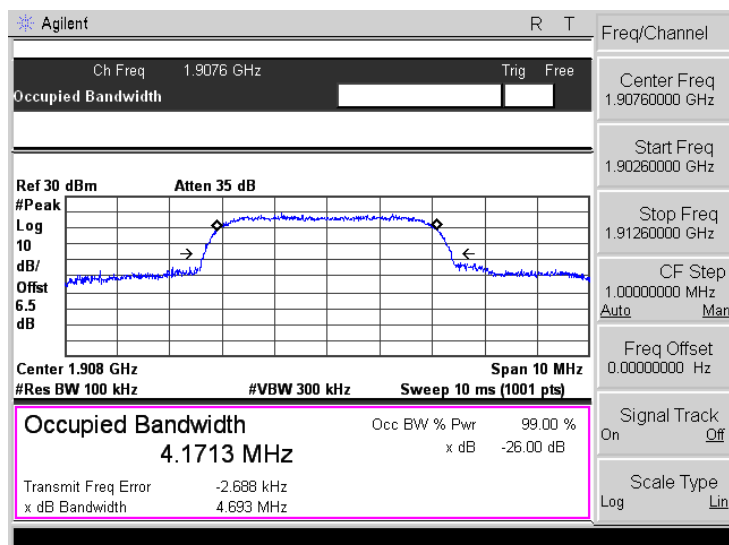 Agilent R T
Ch Freq 1.9076 GHz Trig Free
Occupied Bandwidth
Ref 30 dBm Atten 35 dB
#Peak
Log
10
dB/
Offst
6.5
dB
Center 1.908 GHz Span 10 MHz
#Res BW 100 kHz #VBW 300 kHz Sweep 10 ms (1001 pts)
Occupied Bandwidth
4.1713 MHz
Occ BW % Pwr 99.00 %
x dB -26.00 dB
Transmit Freq Error -2.688 kHz
x dB Bandwidth 4.693 MHz
Freq/Channel
Center Freq
1.90760000 GHz
Start Freq
1.90260000 GHz
Stop Freq
1.91260000 GHz
CF Step
1.00000000 MHz
Auto Man
Freq Offset
0.00000000 Hz
Signal Track
On Off
Scale Type
Log Lin